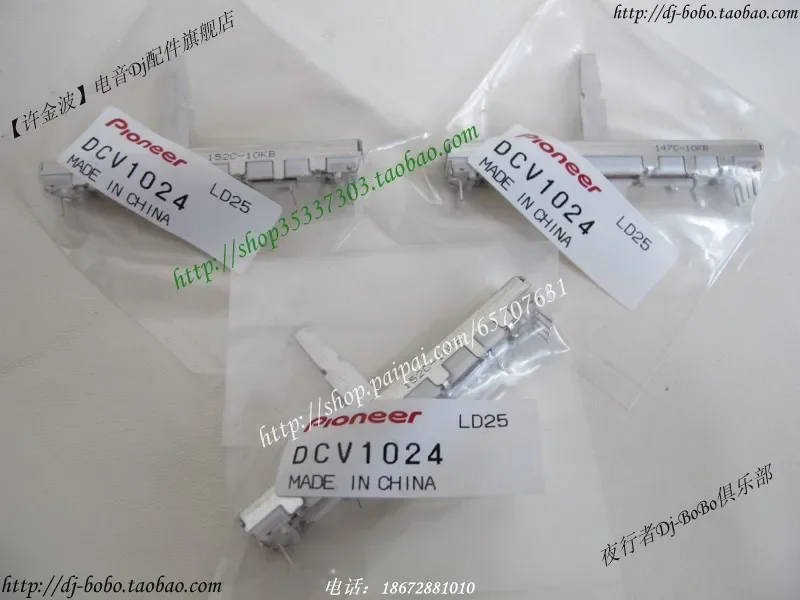 【许金波】电音Dj配件旗舰店
http://dj-bobo.taobao.com
Pioneer
DCV1024
LD25
MADE IN CHINA
152C-10KB
Pioneer
DCV1024
LD25
MADE IN CHINA
147C-10KB
http://shop35337303.taobao.com
http://shop.paipai.com/65707631
152C-
Pioneer
LD25
DCV1024
MADE IN CHINA
夜行者Dj-BoBo俱乐部
http://dj-bobo.taobao.com
电话：18672881010